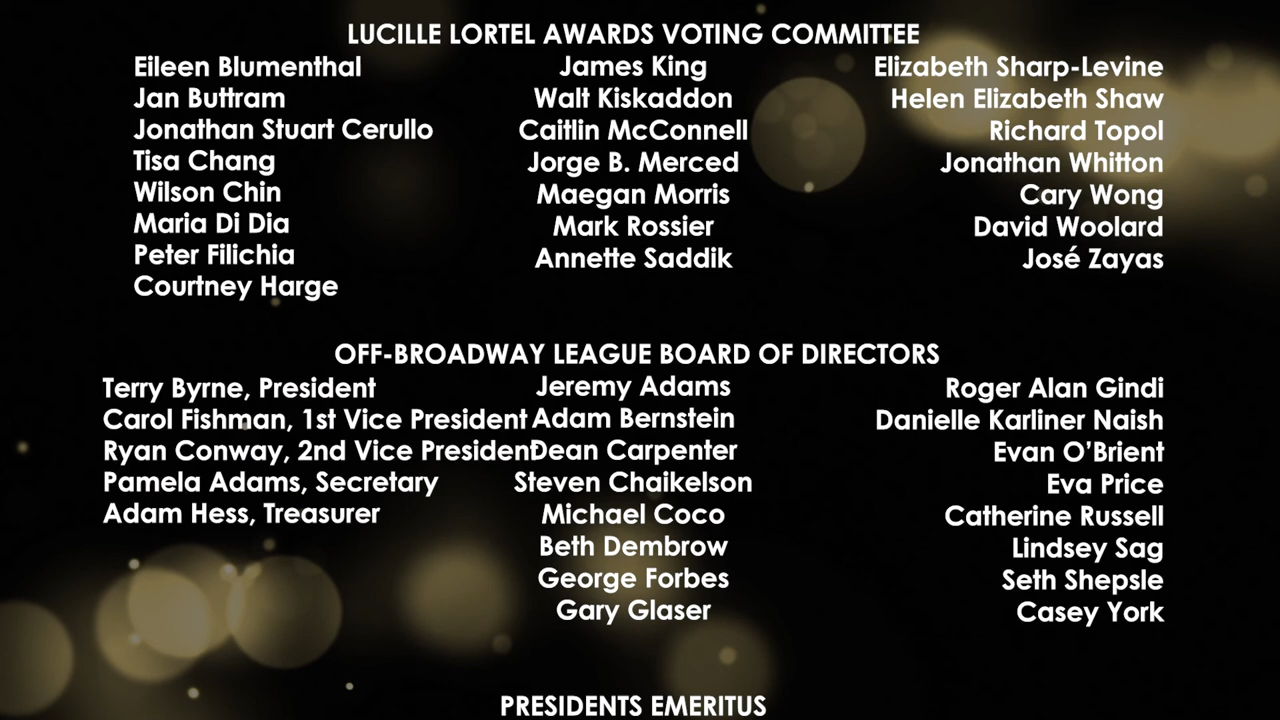 LUCILLE LORTEL AWARDS VOTING COMMITTEE
Eileen Blumenthal
Jan Buttram
Jonathan Stuart Cerullo
Tisa Chang
Wilson Chin
Maria Di Dia
Peter Filichia
Courtney Harge
James King
Walt Kiskaddon
Caitlin McConnell
Jorge B. Merced
Maegan Morris
Mark Rossier
Annette Saddik
Elizabeth Sharp-Levine
Helen Elizabeth Shaw
Richard Topol
Jonathan Whitton
Cary Wong
David Woolard
José Zayas
OFF-BROADWAY LEAGUE BOARD OF DIRECTORS
Terry Byrne, President
Carol Fishman, 1st Vice President
Ryan Conway, 2nd Vice President
Pamela Adams, Secretary
Adam Hess, Treasurer
Jeremy Adams
Adam Bernstein
Dean Carpenter
Steven Chaikelson
Michael Coco
Beth Dembrow
George Forbes
Gary Glaser
Roger Alan Gindi
Danielle Karliner Naish
Evan O’Brient
Eva Price
Catherine Russell
Lindsey Sag
Seth Shepsle
Casey York
PRESIDENTS EMERITUS